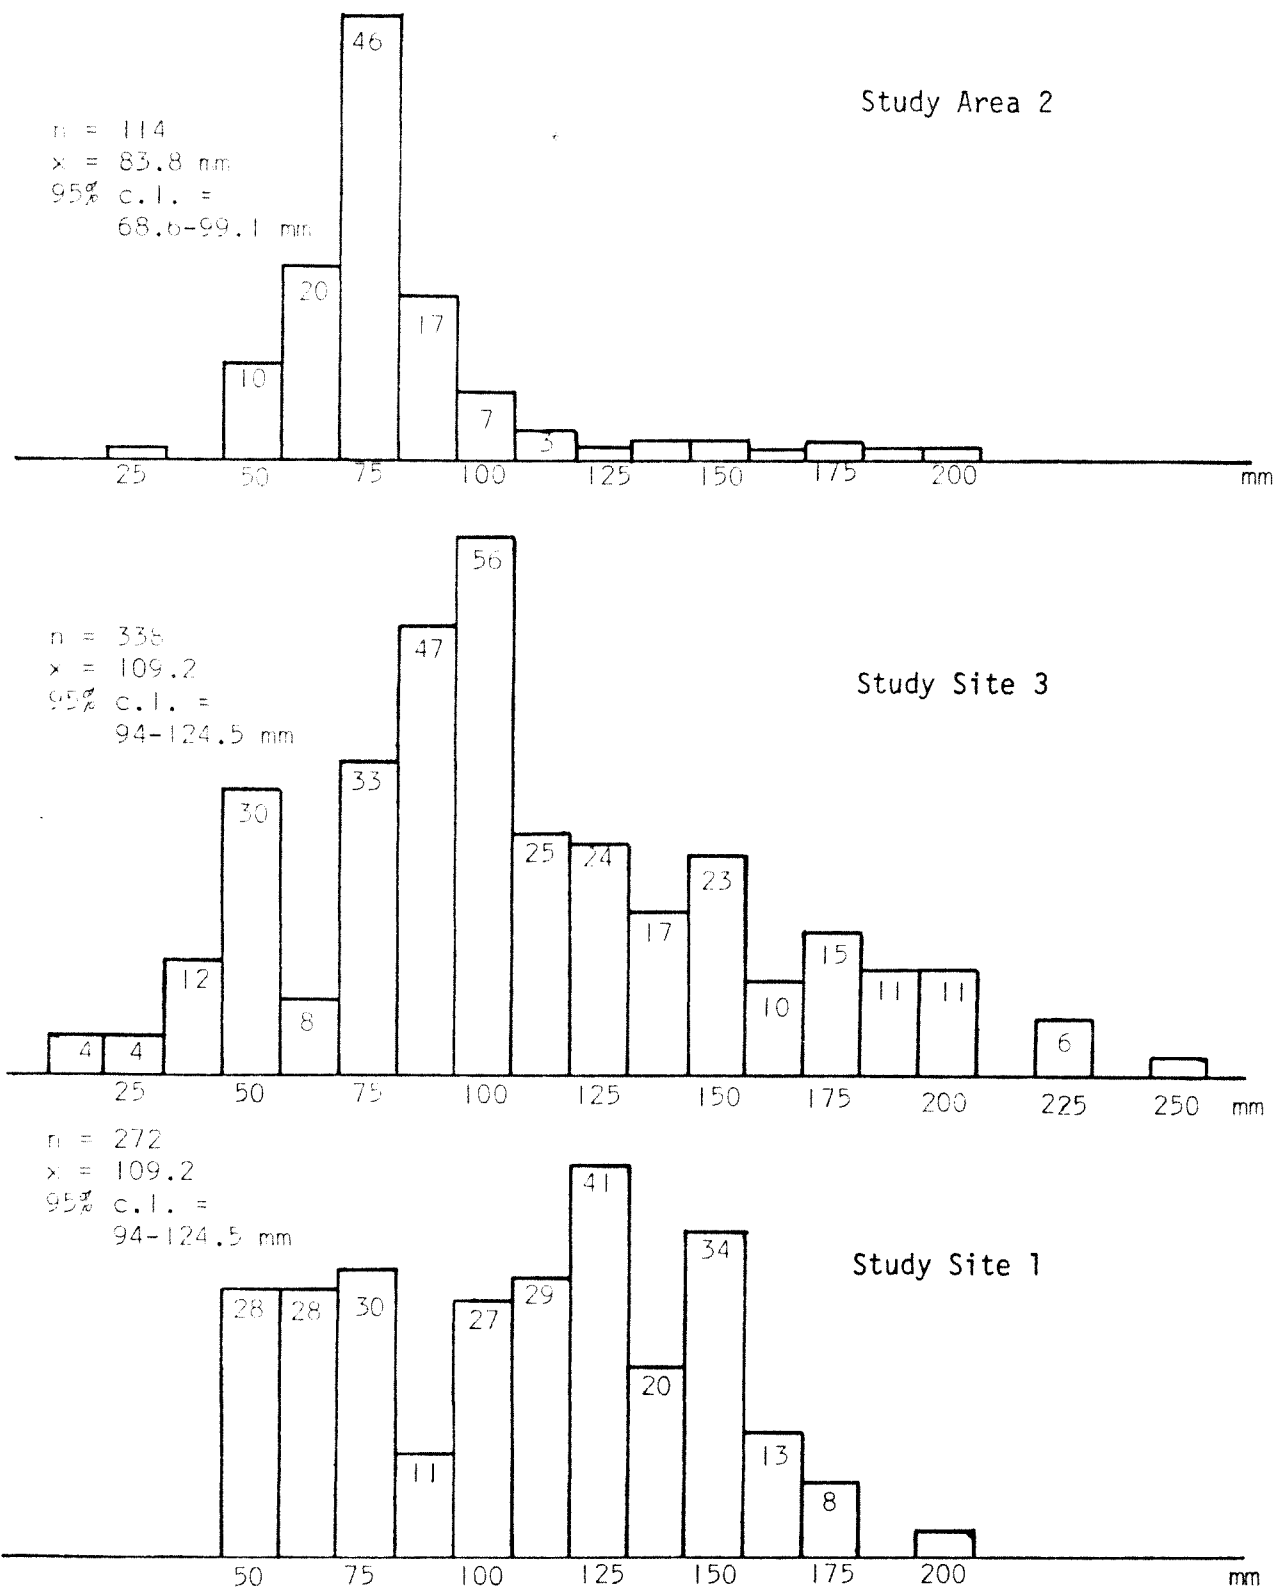 46
Study Area 2
n = 114
x = 83.8 mm
95% c.l. =
68.6-99.1 mm
20
17
10
7
3
25 50 75 100 125 150 175 200 mm
56
n = 338
x = 109.2
95% c.l. =
94-124.5 mm
47
Study Site 3
33
30
25 24
23
17
15
12
11 11
10
8
6
4 4
25 50 75 100 125 150 175 200 225 250 mm
n = 272
x = 109.2
95% c.l. =
94-124.5 mm
41
34
Study Site 1
28 28 30 27 29
20
13
11
8
50 75 100 125 150 175 200 mm